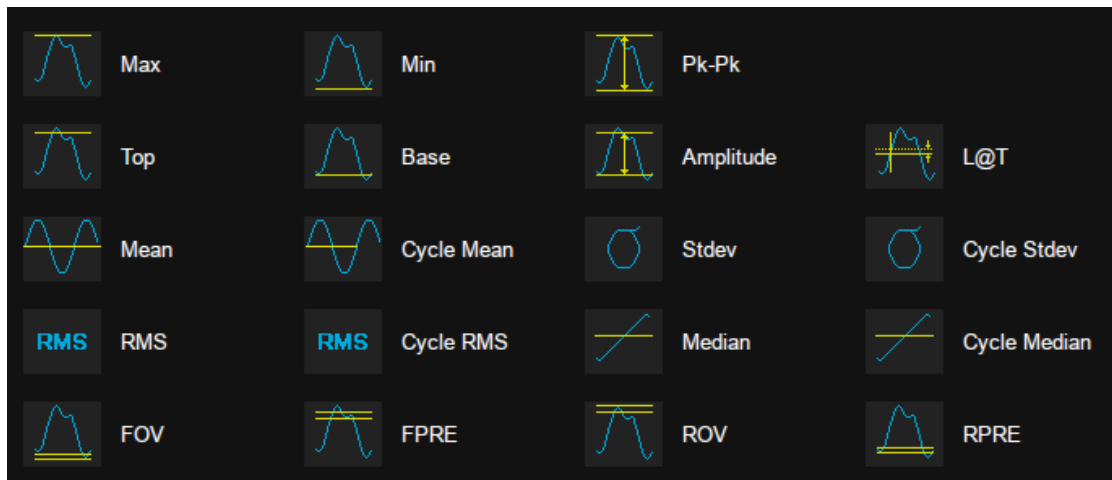 Max Min Pk-Pk
Top Base Amplitude L@T
Mean Cycle Mean Stdev Cycle Stdev
RMS RMS RMS Cycle RMS Median Cycle Median
FOV FPRE ROV RPRE